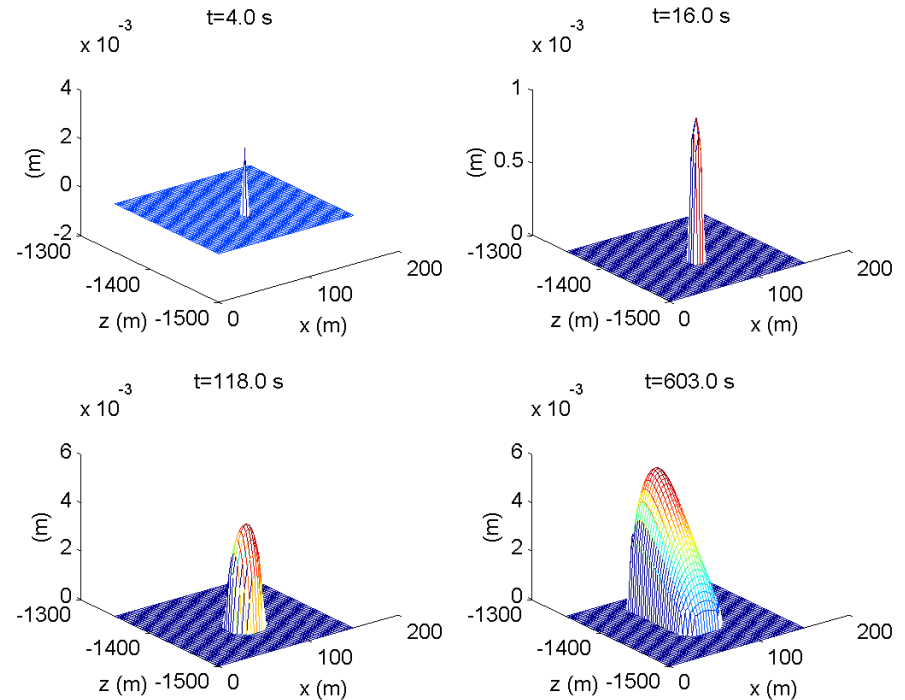 t=4.0 s
x 10^-3
4
2
0
-2
(m)
-1300
-1400
-1500
z (m)
0
100
200
x (m)
t=16.0 s
x 10^-3
1
0.5
0
(m)
-1300
-1400
-1500
z (m)
0
100
200
x (m)
t=118.0 s
x 10^-3
6
4
2
0
(m)
-1300
-1400
-1500
z (m)
0
100
200
x (m)
t=603.0 s
x 10^-3
6
4
2
0
(m)
-1300
-1400
-1500
z (m)
0
100
200
x (m)